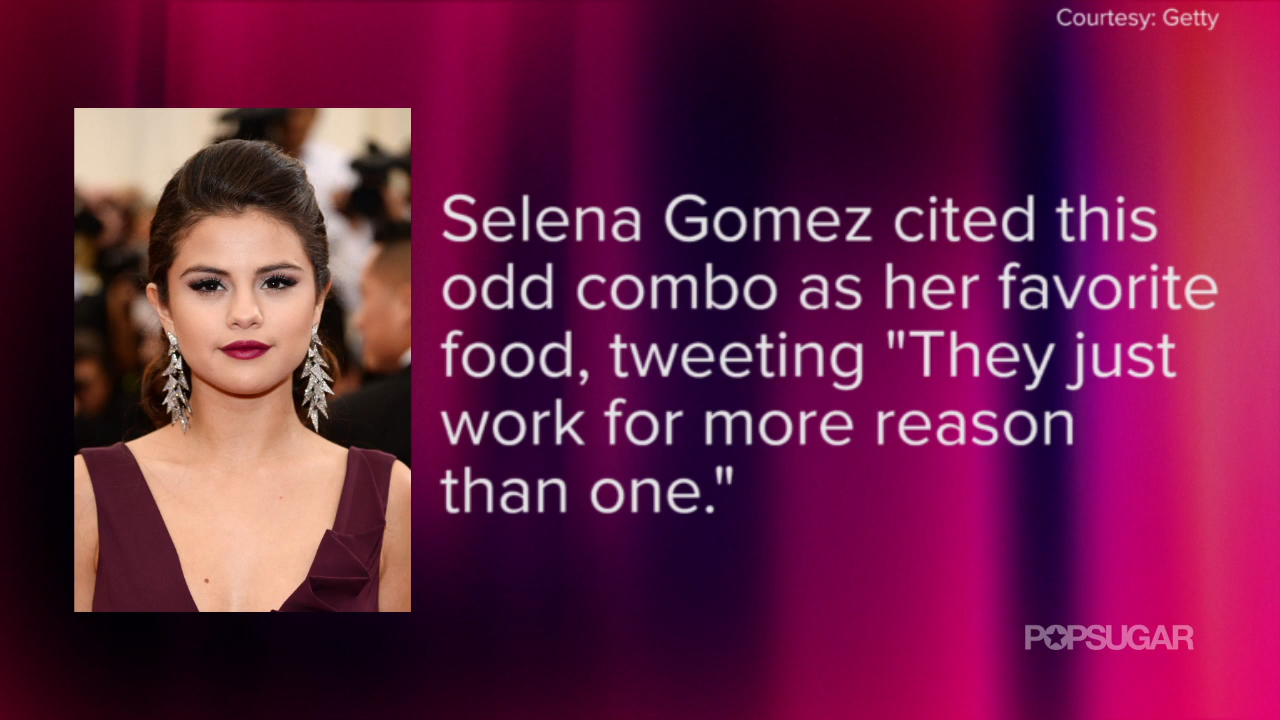 Courtesy: Getty
Selena Gomez cited this
odd combo as her favorite
food, tweeting "They just
work for more reason
than one."
POPSUGAR